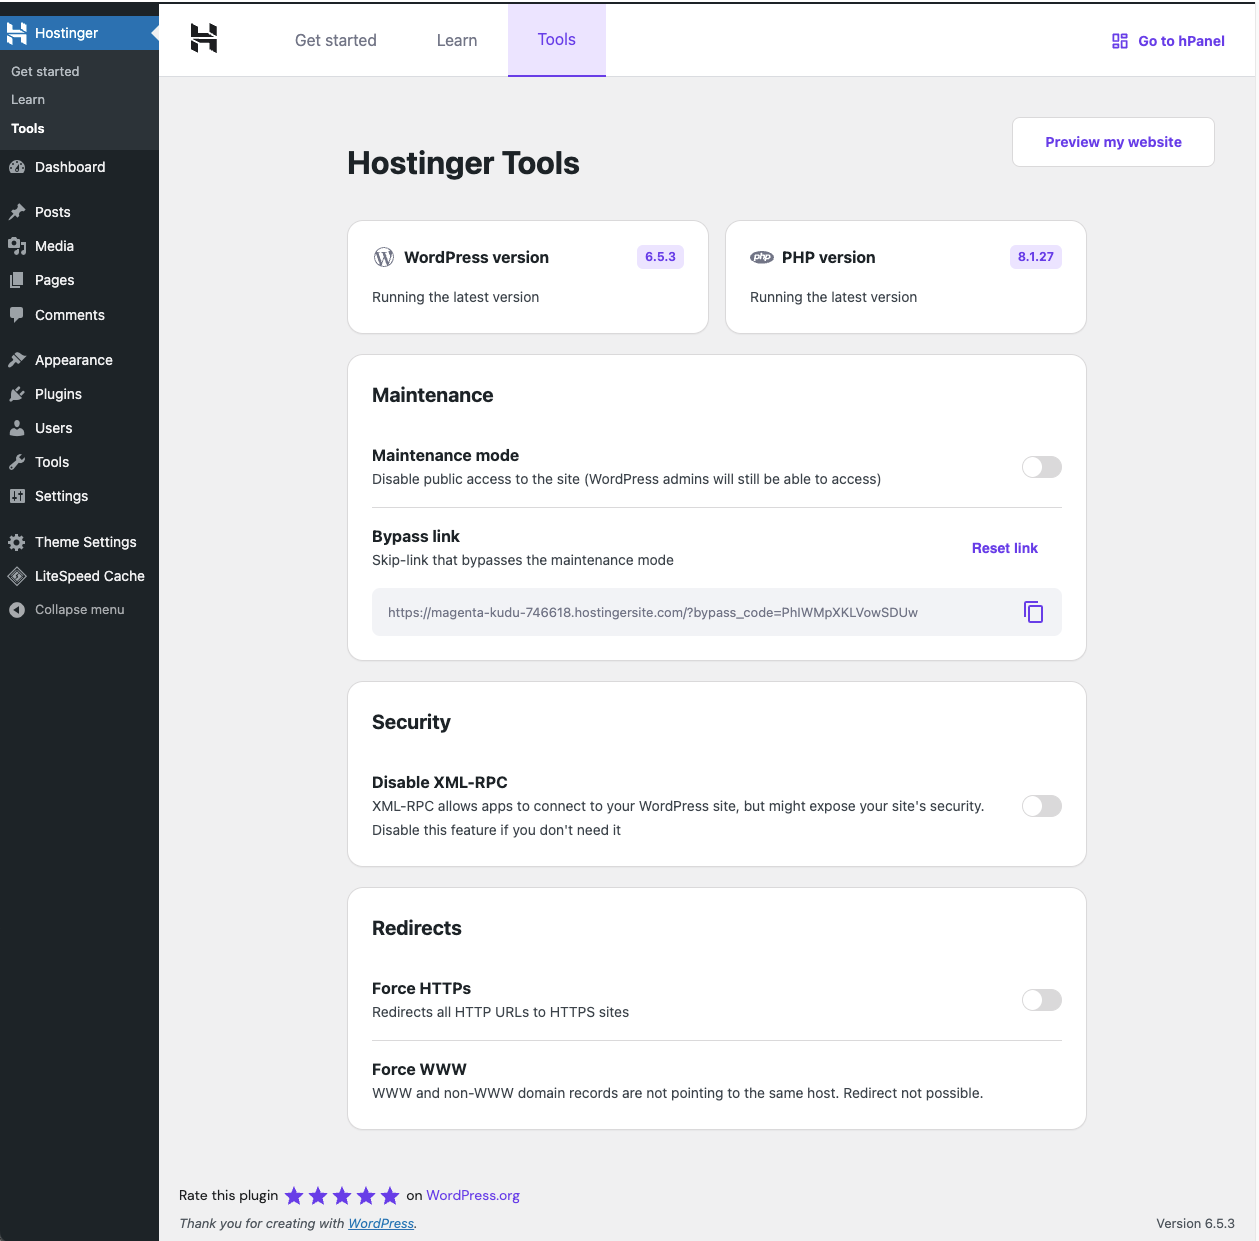 Hostinger
Get started
Learn
Tools
Dashboard
Posts
Media
Pages
Comments
Appearance
Plugins
Users
Tools
Settings
Theme Settings
LiteSpeed Cache
Collapse menu
Get started
Learn
Tools
Go to hPanel
Preview my website
Hostinger Tools
WordPress version
6.5.3
Running the latest version
php
PHP version
8.1.27
Running the latest version
Maintenance
Maintenance mode
Disable public access to the site (WordPress admins will still be able to access)
Bypass link
Skip-link that bypasses the maintenance mode
Reset link
https://magenta-kudu-746618.hostingersite.com/?bypass_code=PhIWMpXKLVowSDUw
Security
Disable XML-RPC
XML-RPC allows apps to connect to your WordPress site, but might expose your site's security.
Disable this feature if you don't need it
Redirects
Force HTTPs
Redirects all HTTP URLs to HTTPS sites
Force WWW
WWW and non-WWW domain records are not pointing to the same host. Redirect not possible.
Rate this plugin on WordPress.org
Thank you for creating with WordPress.
Version 6.5.3